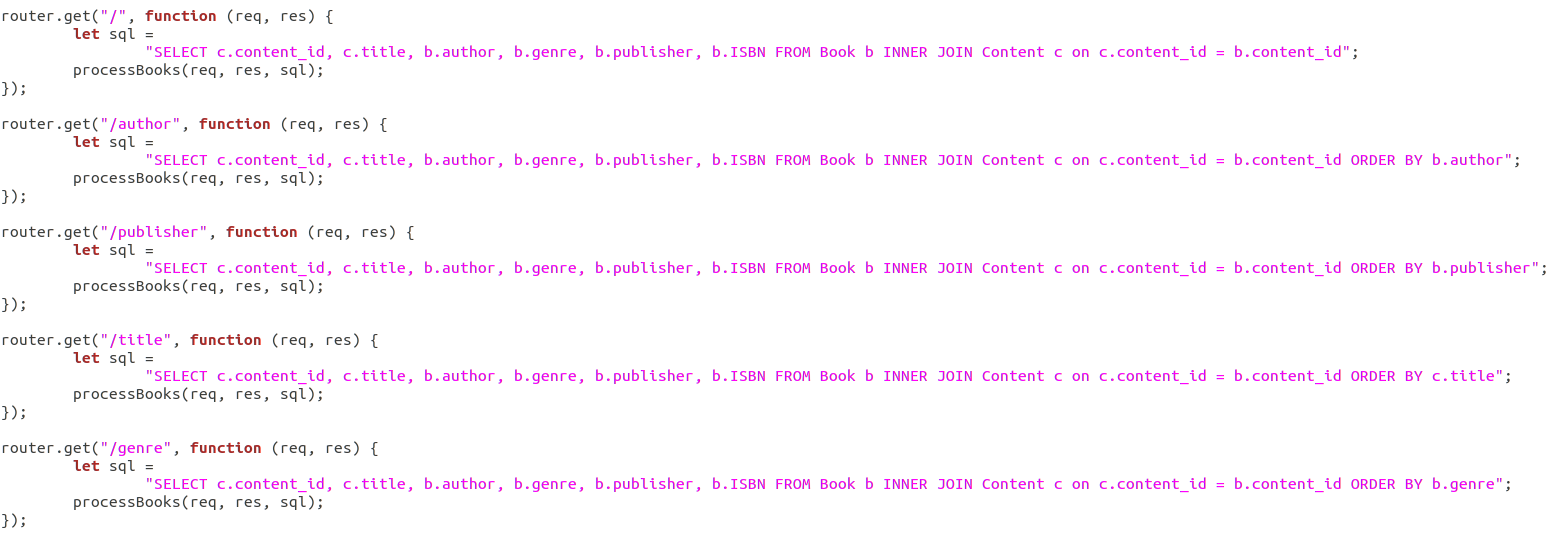 router.get("/", function (req, res) {
        let sql =
                "SELECT c.content_id, c.title, b.author, b.genre, b.publisher, b.ISBN FROM Book b INNER JOIN Content c on c.content_id = b.content_id";
        processBooks(req, res, sql);
});

router.get("/author", function (req, res) {
        let sql =
                "SELECT c.content_id, c.title, b.author, b.genre, b.publisher, b.ISBN FROM Book b INNER JOIN Content c on c.content_id = b.content_id ORDER BY b.author";
        processBooks(req, res, sql);
});

router.get("/publisher", function (req, res) {
        let sql =
                "SELECT c.content_id, c.title, b.author, b.genre, b.publisher, b.ISBN FROM Book b INNER JOIN Content c on c.content_id = b.content_id ORDER BY b.publisher";
        processBooks(req, res, sql);
});

router.get("/title", function (req, res) {
        let sql =
                "SELECT c.content_id, c.title, b.author, b.genre, b.publisher, b.ISBN FROM Book b INNER JOIN Content c on c.content_id = b.content_id ORDER BY c.title";
        processBooks(req, res, sql);
});

router.get("/genre", function (req, res) {
        let sql =
                "SELECT c.content_id, c.title, b.author, b.genre, b.publisher, b.ISBN FROM Book b INNER JOIN Content c on c.content_id = b.content_id ORDER BY b.genre";
        processBooks(req, res, sql);
});